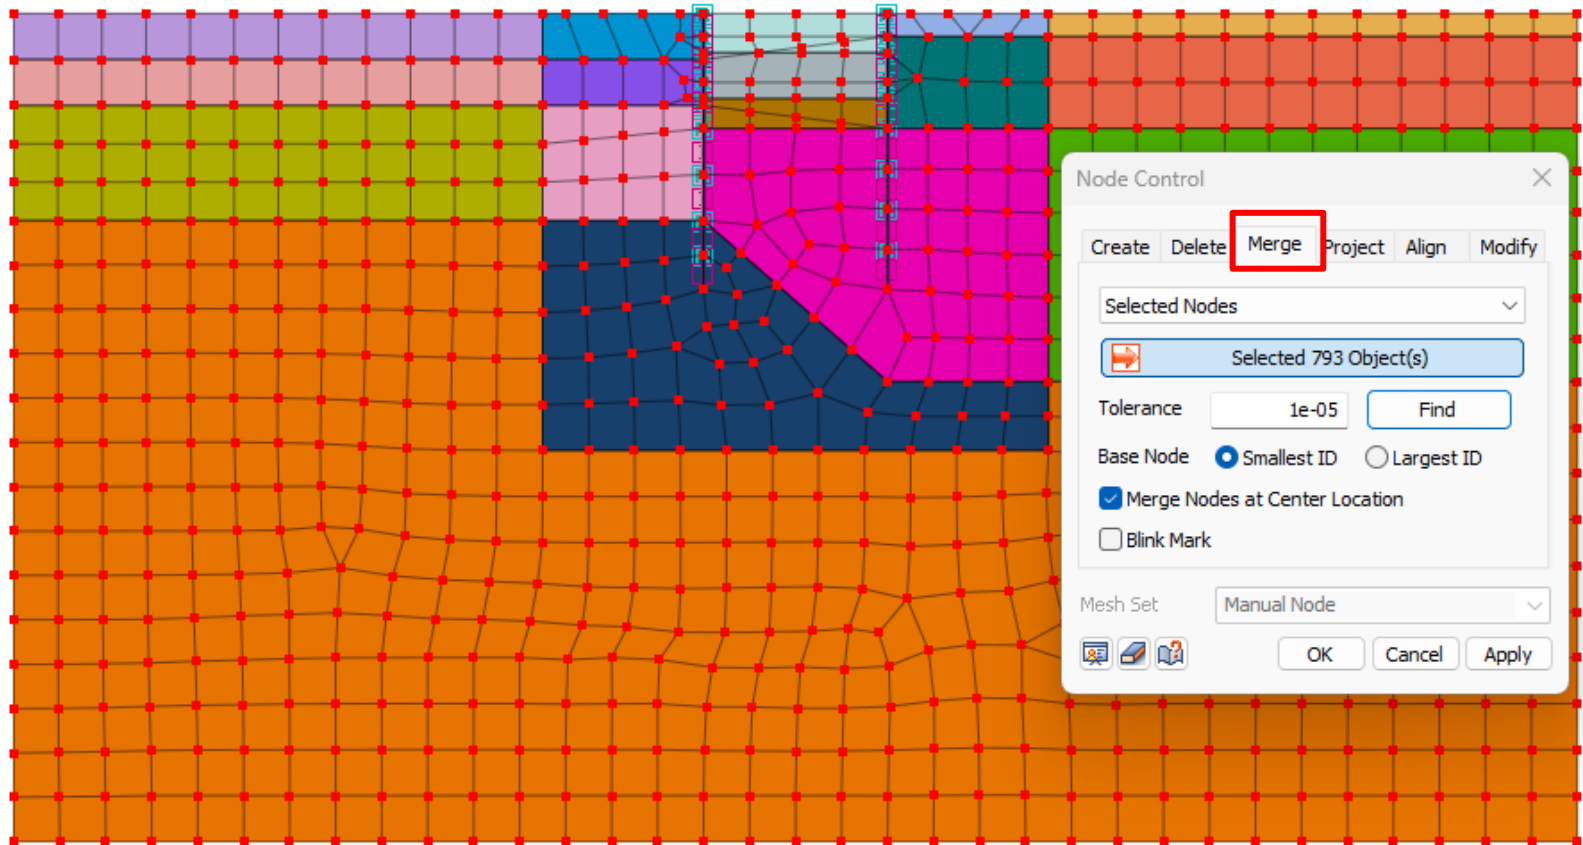 Node Control
Create Delete Merge Project Align Modify
Selected Nodes
Selected 793 Object(s)
Tolerance 1e-05 Find
Base Node Smallest ID Largest ID
Merge Nodes at Center Location
Blink Mark
Mesh Set Manual Node
OK Cancel Apply